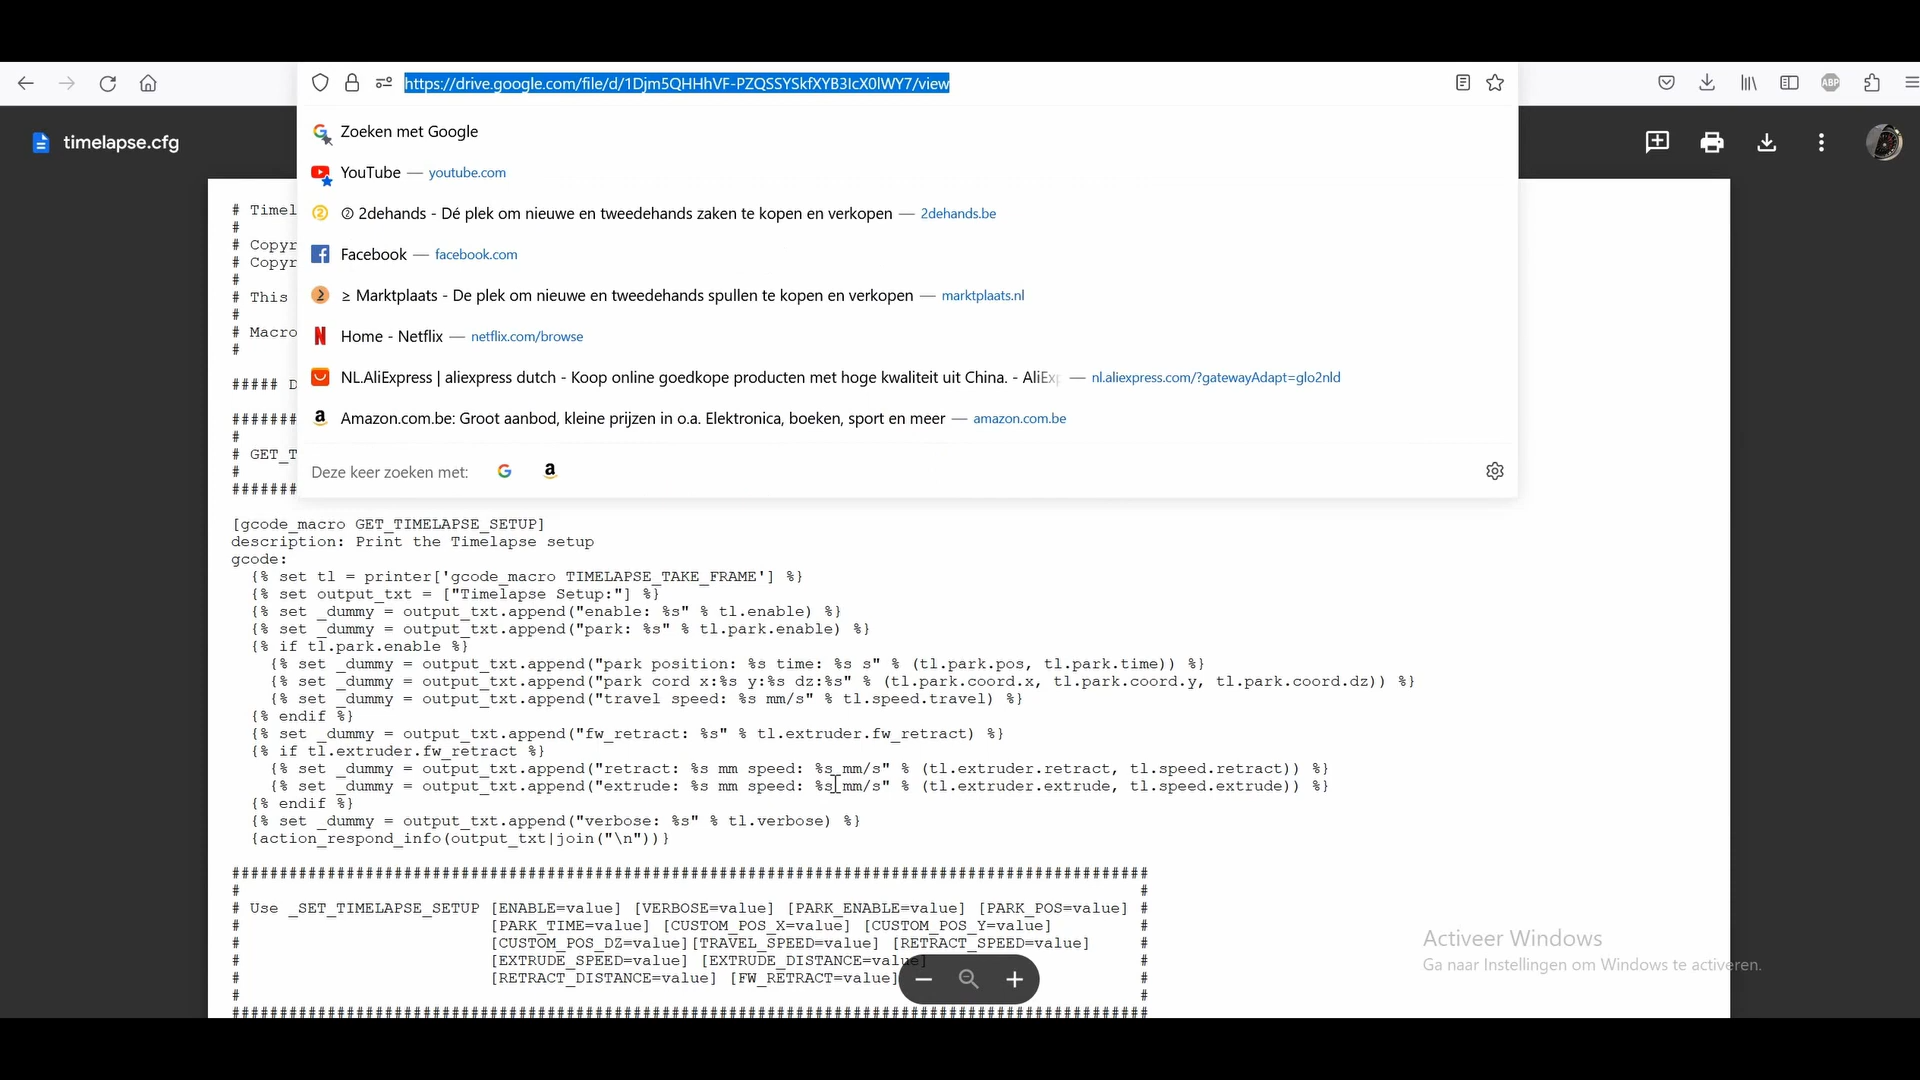 https://drive.google.com/file/d/1Djm5QHHhVF-PZQSSYSkfXYB3IcX0lWY7/view
ABP
timelapse.cfg
Zoeken met Google
YouTube — youtube.com
② 2dehands - Dé plek om nieuwe en tweedehands zaken te kopen en verkopen — 2dehands.be
Facebook — facebook.com
≥ Marktplaats - De plek om nieuwe en tweedehands spullen te kopen en verkopen — marktplaats.nl
Home - Netflix — netflix.com/browse
NL.AliExpress | aliexpress dutch - Koop online goedkope producten met hoge kwaliteit uit China. - AliExp — nl.aliexpress.com/?gatewayAdapt=glo2nld
Amazon.com.be: Groot aanbod, kleine prijzen in o.a. Elektronica, boeken, sport en meer — amazon.com.be
Deze keer zoeken met:
# Timel
#
# Copyr
# Copyr
#
# This
#
# Macro
#
##### D
#######
#
# GET_T
#
#######
[gcode_macro GET_TIMELAPSE_SETUP]
description: Print the Timelapse setup
gcode:
{% set tl = printer['gcode_macro TIMELAPSE_TAKE_FRAME'] %}
{% set output_txt = ["Timelapse Setup:"] %}
{% set _dummy = output_txt.append("enable: %s" % tl.enable) %}
{% set _dummy = output_txt.append("park: %s" % tl.park.enable) %}
{% if tl.park.enable %}
{% set _dummy = output_txt.append("park position: %s time: %s s" % (tl.park.pos, tl.park.time)) %}
{% set _dummy = output_txt.append("park cord x:%s y:%s dz:%s" % (tl.park.coord.x, tl.park.coord.y, tl.park.coord.dz)) %}
{% set _dummy = output_txt.append("travel speed: %s mm/s" % tl.speed.travel) %}
{% endif %}
{% set _dummy = output_txt.append("fw_retract: %s" % tl.extruder.fw_retract) %}
{% if tl.extruder.fw_retract %}
{% set _dummy = output_txt.append("retract: %s mm speed: %s mm/s" % (tl.extruder.retract, tl.speed.retract)) %}
{% set _dummy = output_txt.append("extrude: %s mm speed: %s mm/s" % (tl.extruder.extrude, tl.speed.extrude)) %}
{% endif %}
{% set _dummy = output_txt.append("verbose: %s" % tl.verbose) %}
{action_respond_info(output_txt|join("\n"))}
################################################################################################
# #
# Use _SET_TIMELAPSE_SETUP [ENABLE=value] [VERBOSE=value] [PARK_ENABLE=value] [PARK_POS=value] #
# [PARK_TIME=value] [CUSTOM_POS_X=value] [CUSTOM_POS_Y=value] #
# [CUSTOM_POS_DZ=value][TRAVEL_SPEED=value] [RETRACT_SPEED=value] #
# [EXTRUDE_SPEED=value] [EXTRUDE_DISTANCE=value] #
# [RETRACT_DISTANCE=value] [FW_RETRACT=value] #
# #
################################################################################################
Activeer Windows
Ga naar Instellingen om Windows te activeren.